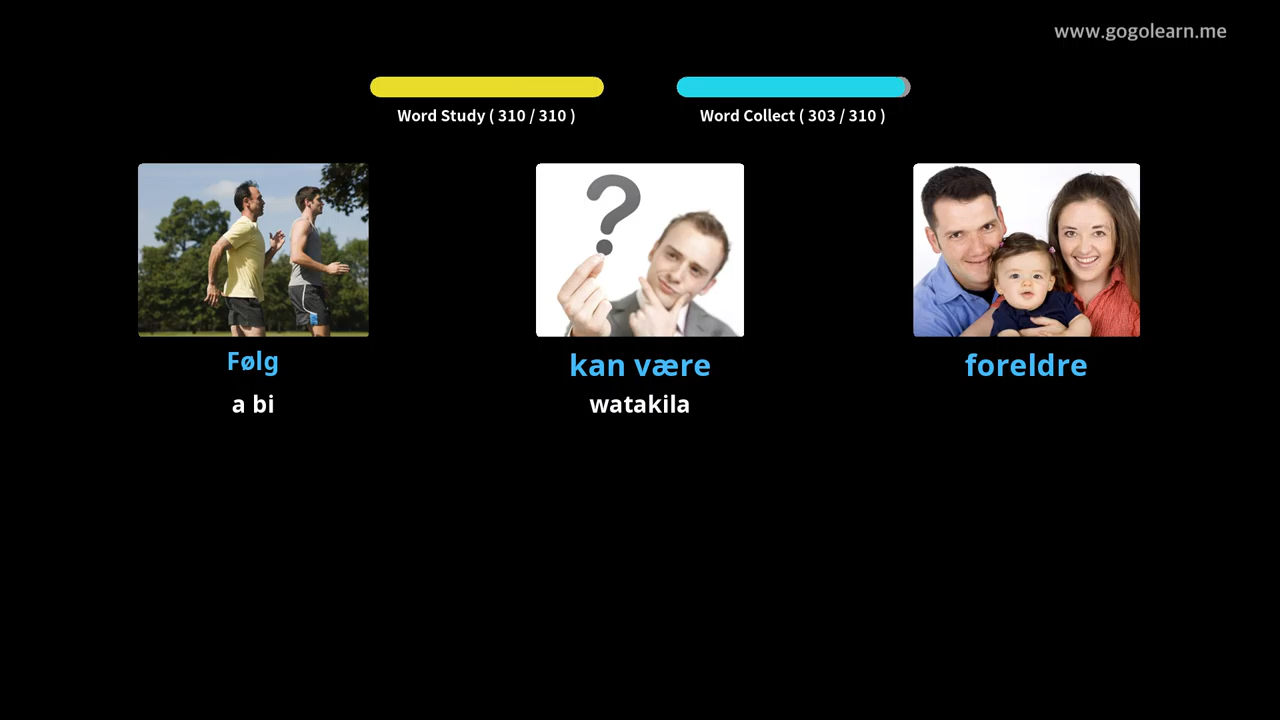 www.gogolearn.me
Word Study ( 310 / 310 )
Word Collect ( 303 / 310 )
Følg
kan være
foreldre
a bi
watakila